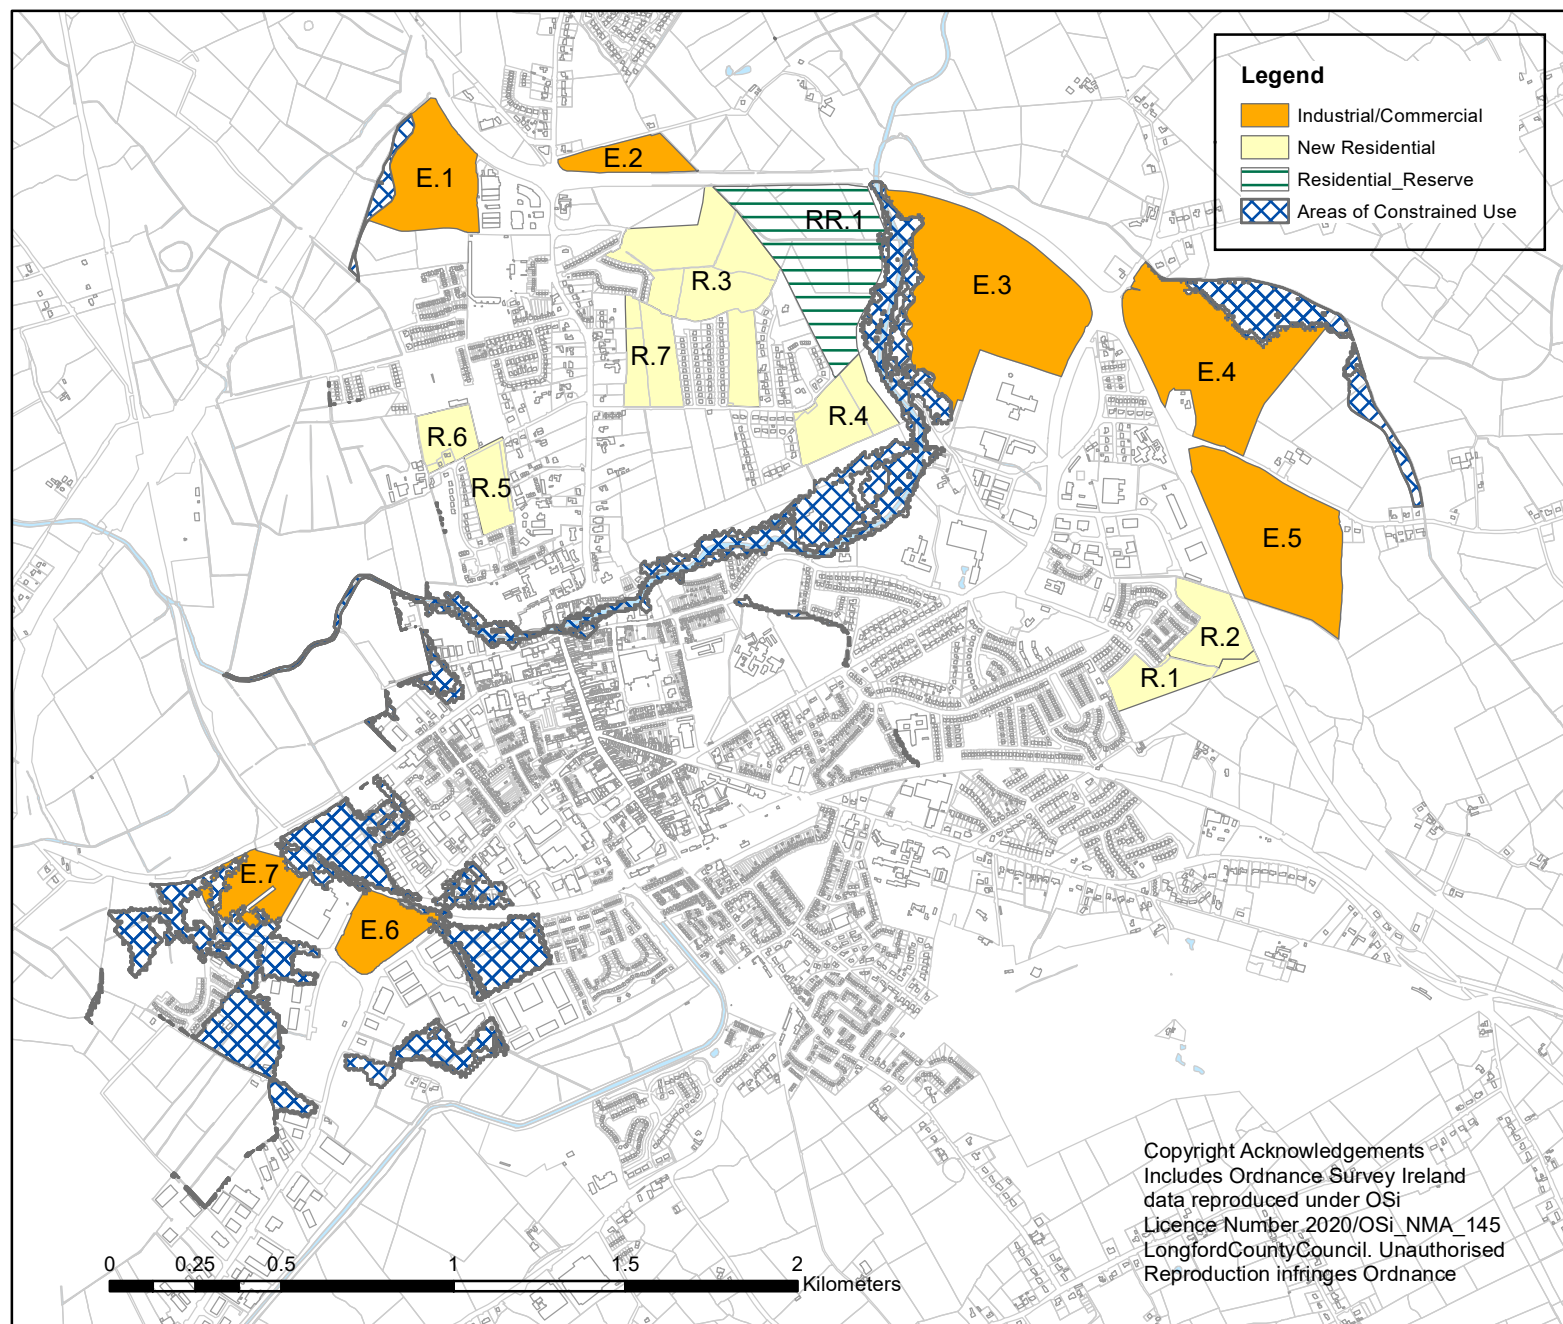 Legend
Industrial/Commercial
New Residential
Residential_Reserve
Areas of Constrained Use
E.1
E.2
RR.1
R.3
E.3
R.7
E.4
R.4
R.6
R.5
E.5
R.2
R.1
E.7
E.6
Copyright Acknowledgements
Includes Ordnance Survey Ireland
data reproduced under OSi
Licence Number 2020/OSi_NMA_145
LongfordCountyCouncil. Unauthorised
Reproduction infringes Ordnance
0 0.25 0.5 1 1.5 2
Kilometers